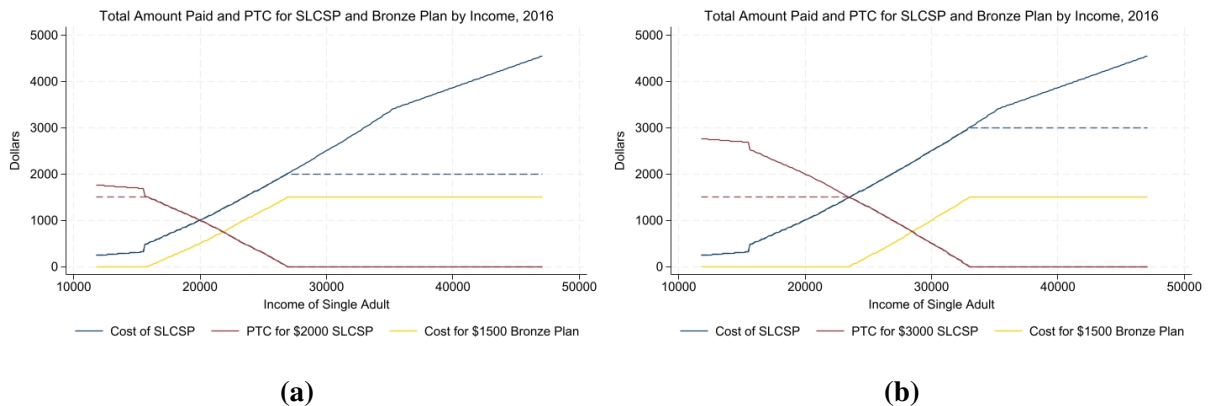 Total Amount Paid and PTC for SLCSP and Bronze Plan by Income, 2016
5000
4000
3000
2000
1000
0
Dollars
10000 20000 30000 40000 50000
Income of Single Adult
Cost of SLCSP PTC for $2000 SLCSP Cost for $1500 Bronze Plan
(a)
Total Amount Paid and PTC for SLCSP and Bronze Plan by Income, 2016
5000
4000
3000
2000
1000
0
Dollars
10000 20000 30000 40000 50000
Income of Single Adult
Cost of SLCSP PTC for $3000 SLCSP Cost for $1500 Bronze Plan
(b)